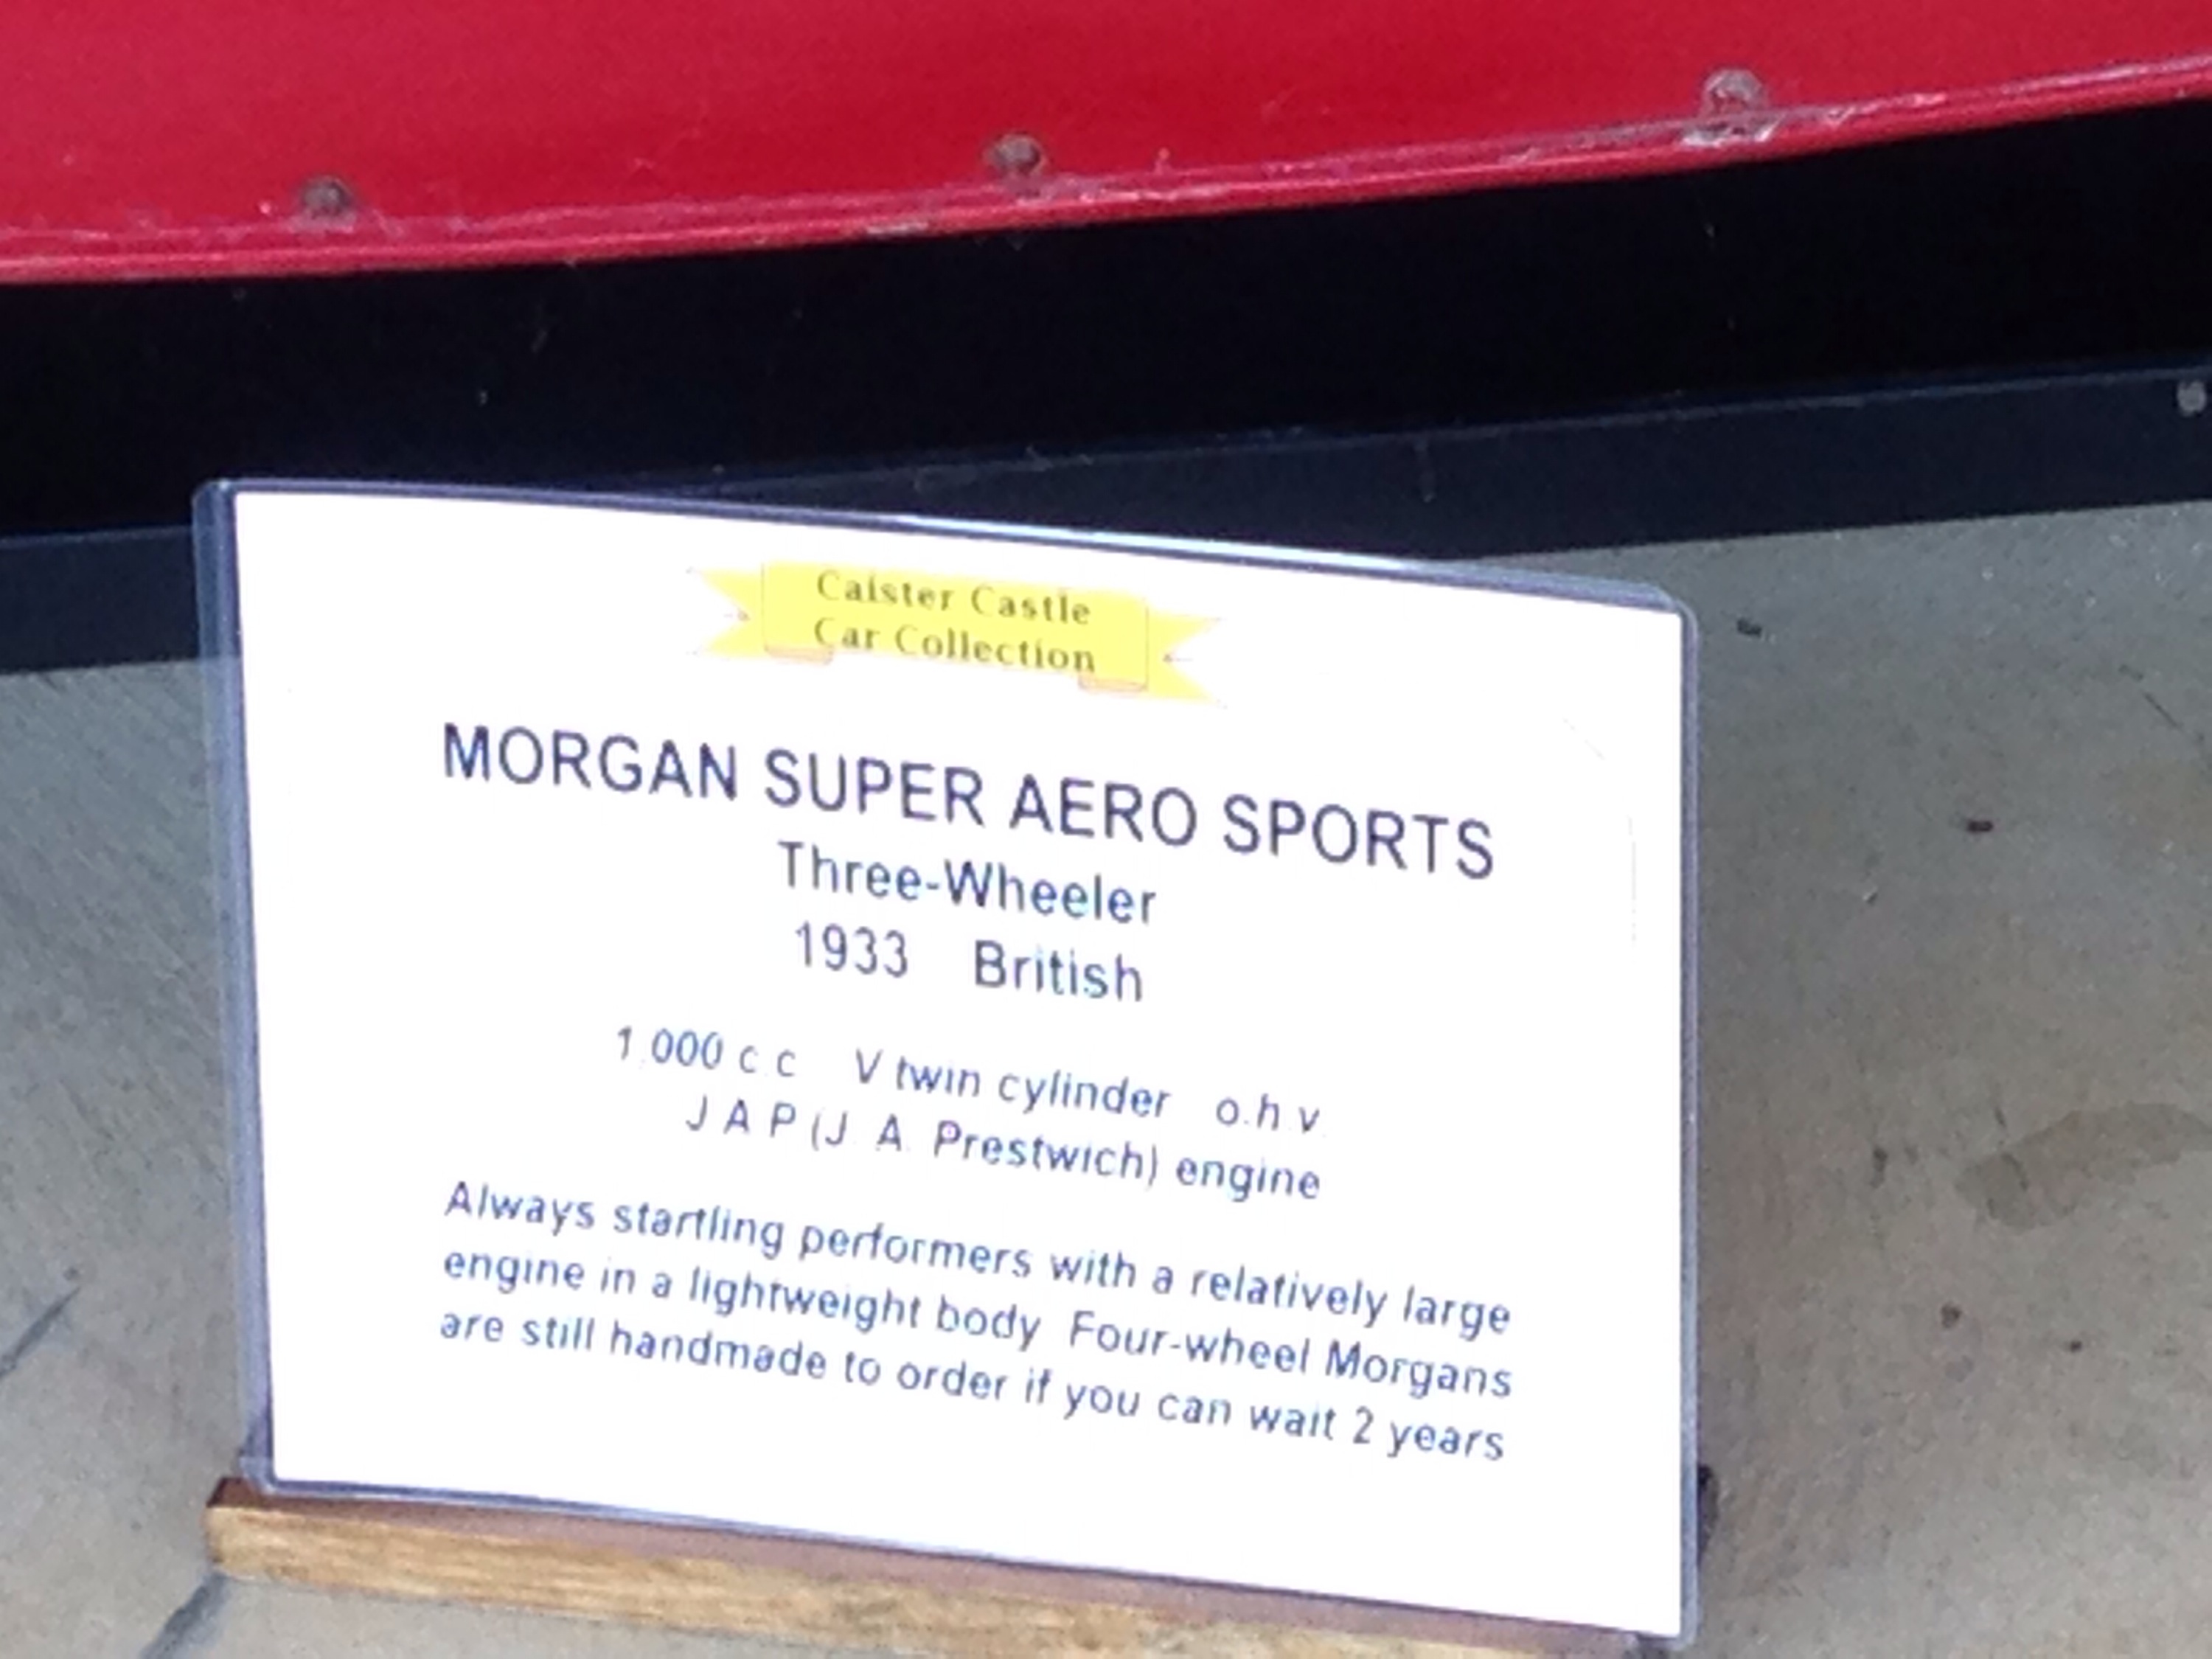 Caister Castle
Car Collection
MORGAN SUPER AERO SPORTS
Three-Wheeler
1933 British
1,000 c.c. V twin cylinder o.h.v.
J A P (J. A. Prestwich) engine
Always startling performers with a relatively large
engine in a lightweight body. Four-wheel Morgans
are still handmade to order if you can wait 2 years